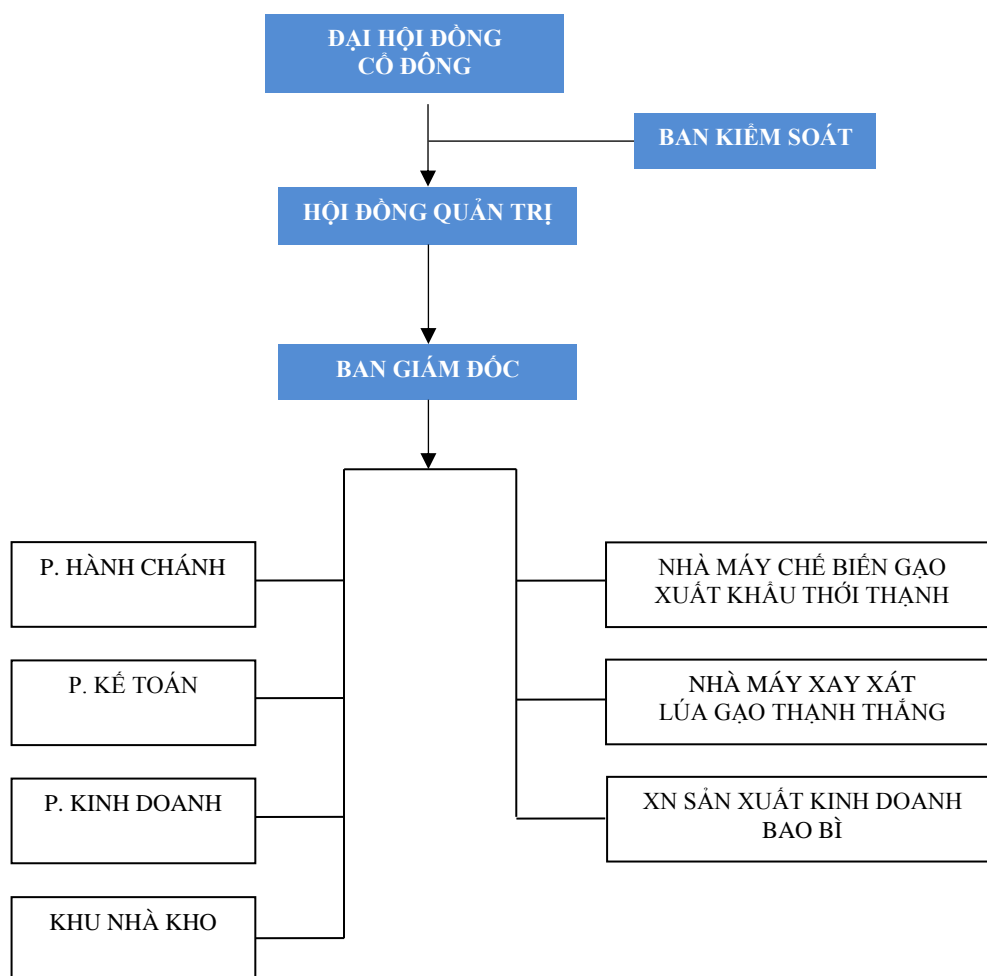 ĐẠI HỘI ĐỒNG
CỔ ĐÔNG
BAN KIỂM SOÁT
HỘI ĐỒNG QUẢN TRỊ
BAN GIÁM ĐỐC
P. HÀNH CHÁNH
P. KẾ TOÁN
P. KINH DOANH
KHU NHÀ KHO
NHÀ MÁY CHẾ BIẾN GẠO
XUẤT KHẨU THỚI THẠNH
NHÀ MÁY XAY XÁT
LÚA GẠO THẠNH THẮNG
XN SẢN XUẤT KINH DOANH
BAO BÌ